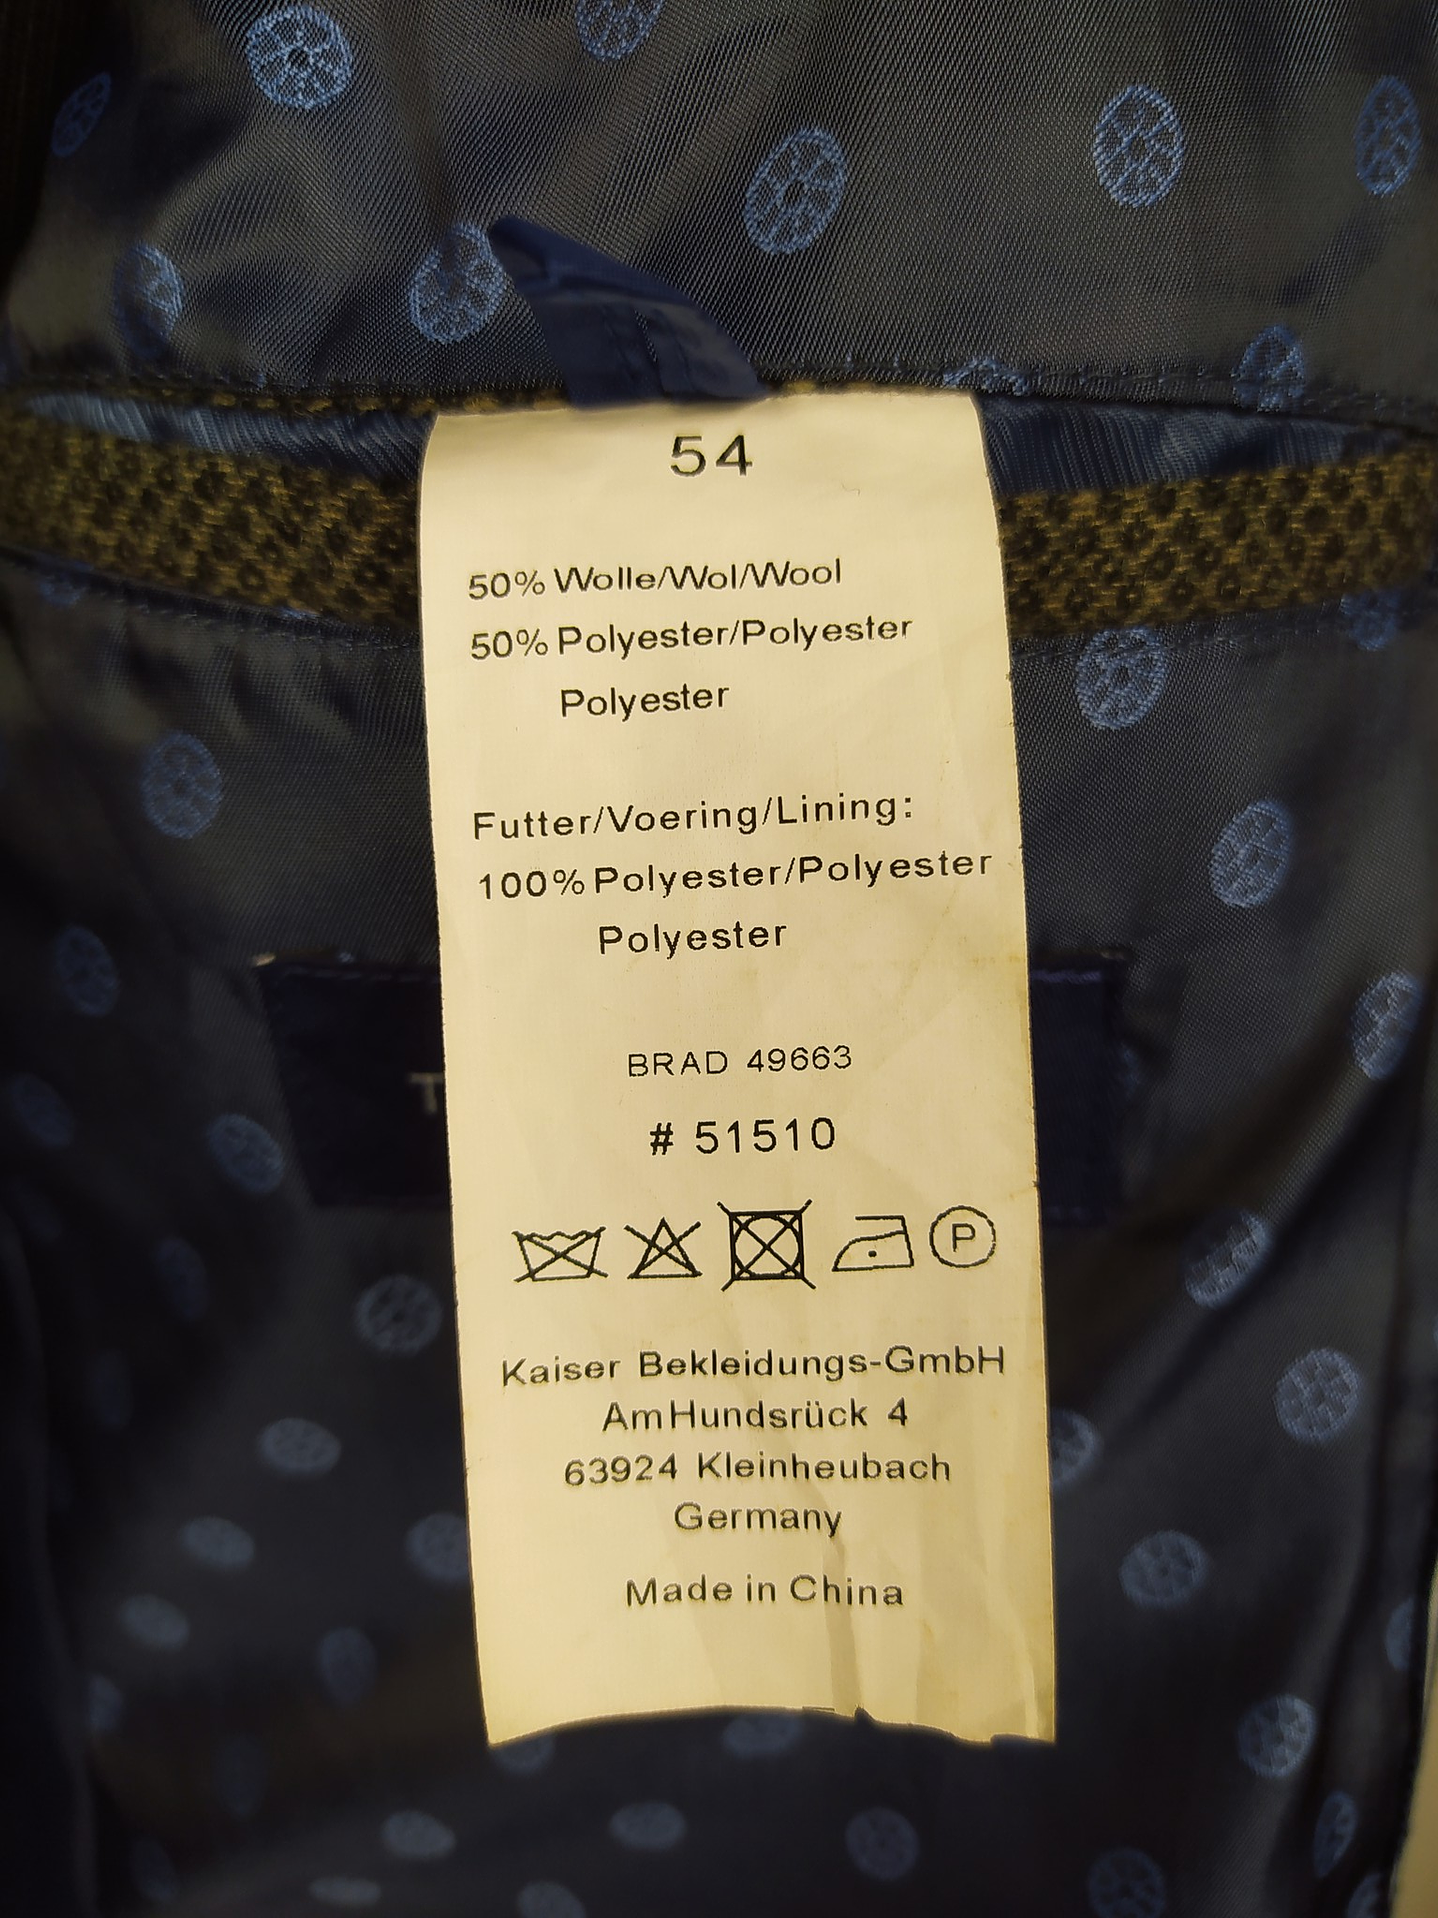 54
50% Wolle/Wol/Wool
50% Polyester/Polyester
Polyester
Futter/Voering/Lining:
100% Polyester/Polyester
Polyester
BRAD 49663
# 51510
P
Kaiser Bekleidungs-GmbH
Am Hundsrück 4
63924 Kleinheubach
Germany
Made in China